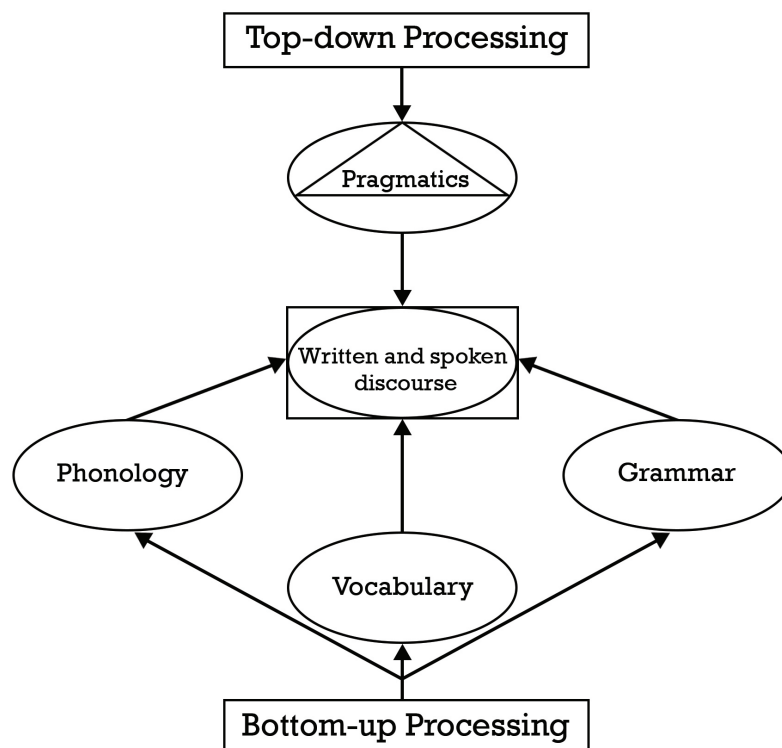 Top-down Processing
Pragmatics
Written and spoken
discourse
Phonology
Grammar
Vocabulary
Bottom-up Processing